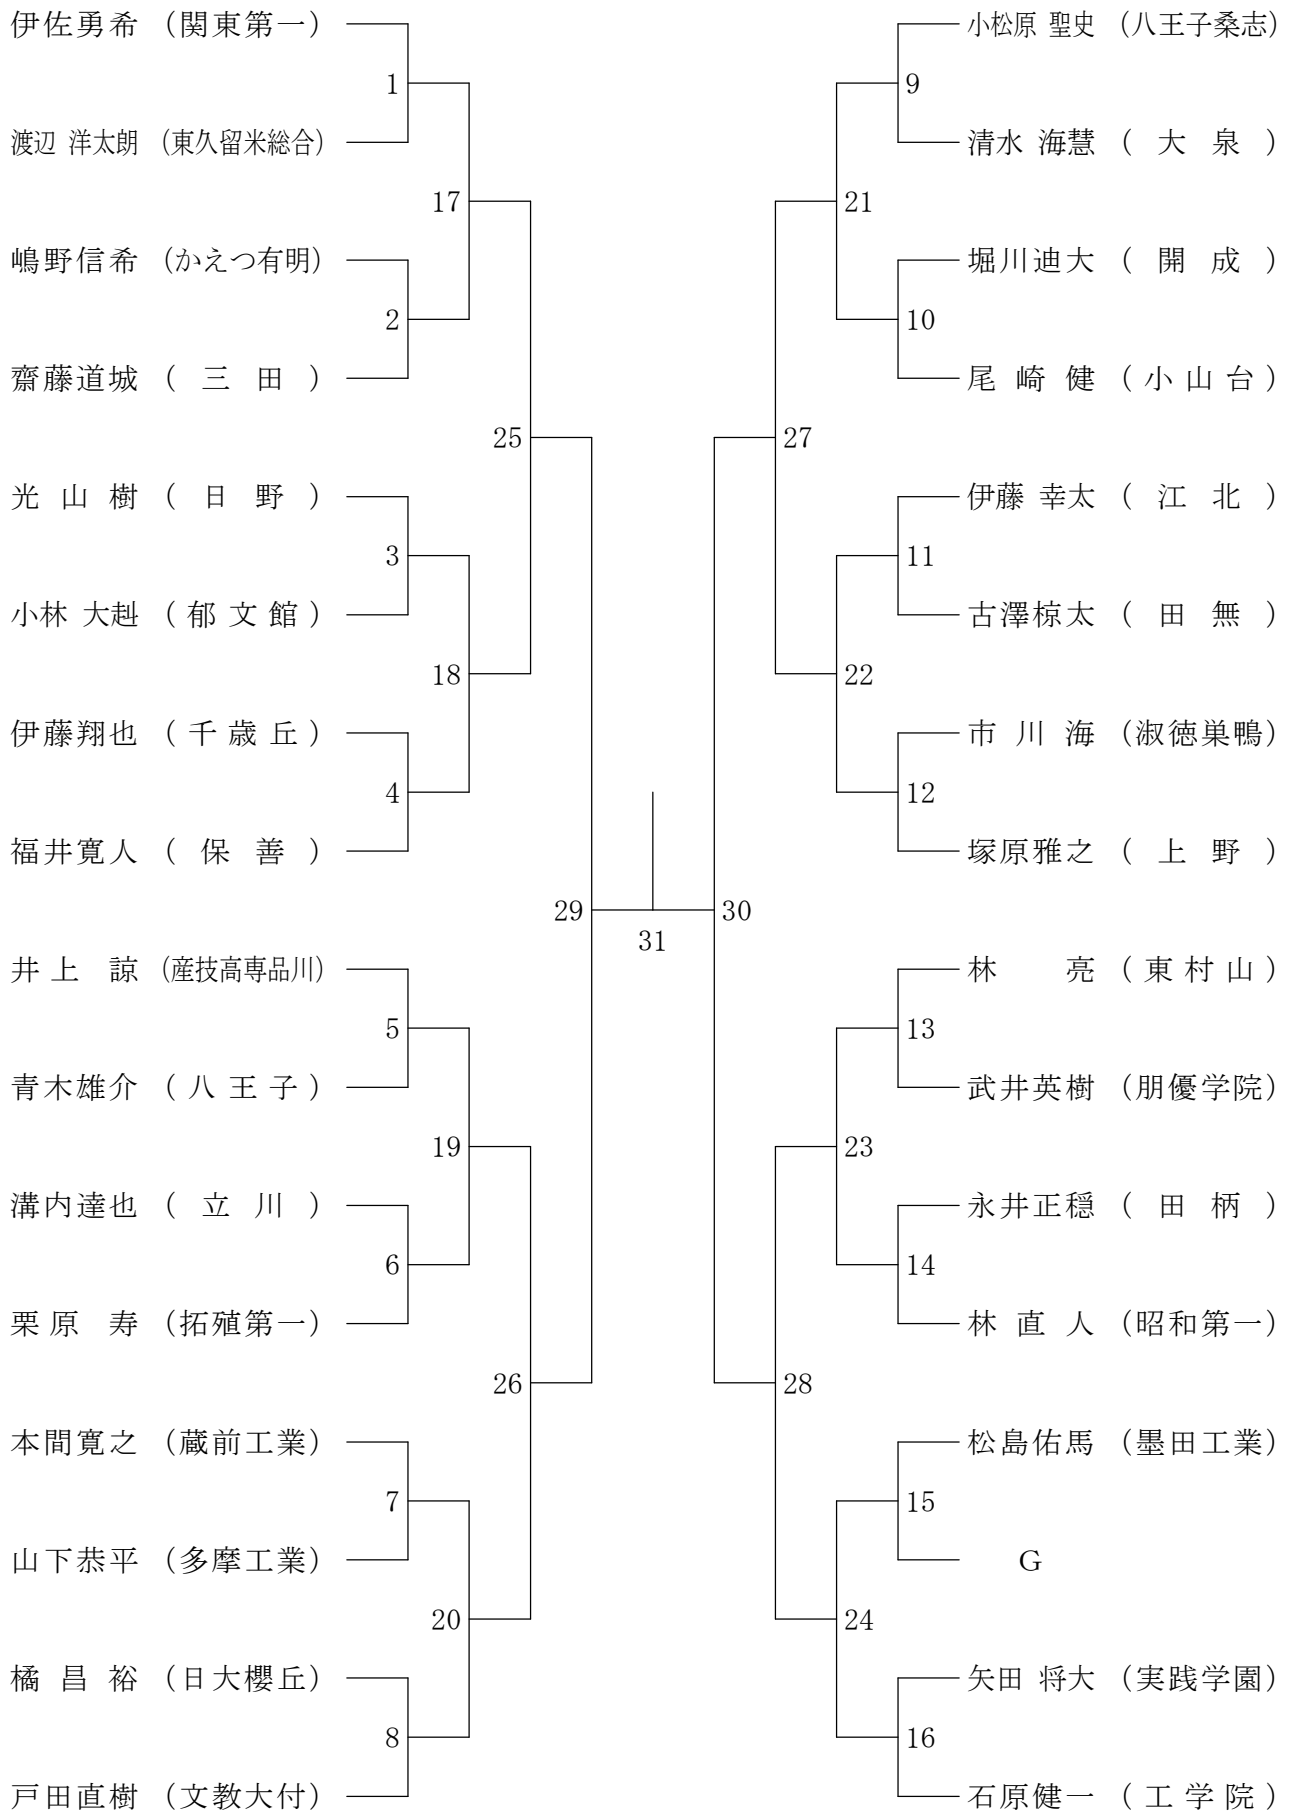 伊佐勇希 (関東第一)
1
渡辺 洋太朗 (東久留米総合)
17
嶋野信希 (かえつ有明)
2
齋藤道城 (三田)
25
光山樹 (日野)
3
小林 大赳 (郁文館)
18
伊藤翔也 (千歳丘)
4
福井寛人 (保善)
29
井上 諒 (産技高専品川)
5
青木雄介 (八王子)
19
溝内達也 (立川)
6
栗原 寿 (拓殖第一)
26
本間寛之 (蔵前工業)
7
山下恭平 (多摩工業)
20
橘昌裕 (日大櫻丘)
8
戸田直樹 (文教大付)
31
小松原 聖史 (八王子桑志)
9
清水 海慧 (大泉)
21
堀川迪大 (開成)
10
尾崎健 (小山台)
27
伊藤 幸太 (江北)
11
古澤椋太 (田無)
22
市川海 (淑徳巣鴨)
12
塚原雅之 (上野)
30
林 亮 (東村山)
13
武井英樹 (朋優学院)
23
永井正穏 (田柄)
14
林直人 (昭和第一)
28
松島佑馬 (墨田工業)
15
G
24
矢田 将大 (実践学園)
16
石原健一 (工学院)